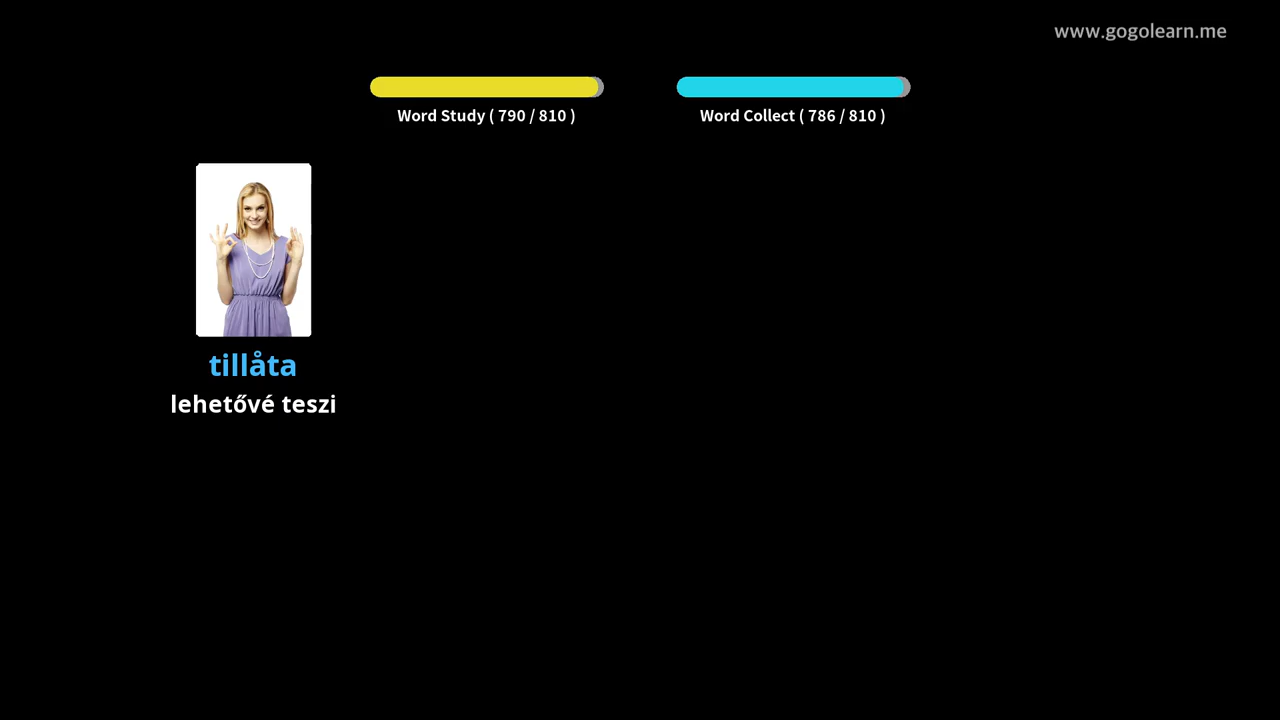 www.gogolearn.me
Word Study ( 790 / 810 )
Word Collect ( 786 / 810 )
tillåta
lehetővé teszi